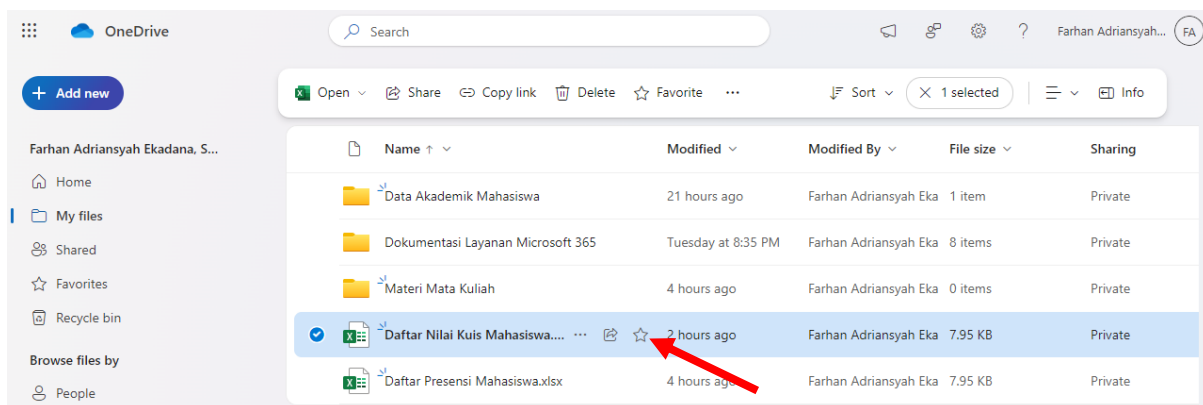 OneDrive
Search
Farhan Adriansyah...
FA
Add new
Open
Share
Copy link
Delete
Favorite
...
Sort
1 selected
Info
Farhan Adriansyah Ekadana, S...
Home
My files
Shared
Favorites
Recycle bin
Browse files by
People
Name Modified Modified By File size Sharing
Data Akademik Mahasiswa 21 hours ago Farhan Adriansyah Eka 1 item Private
Dokumentasi Layanan Microsoft 365 Tuesday at 8:35 PM Farhan Adriansyah Eka 8 items Private
Materi Mata Kuliah 4 hours ago Farhan Adriansyah Eka 0 items Private
Daftar Nilai Kuis Mahasiswa.... ... 2 hours ago Farhan Adriansyah Eka 7.95 KB Private
Daftar Presensi Mahasiswa.xlsx 4 hours ago Farhan Adriansyah Eka 7.95 KB Private